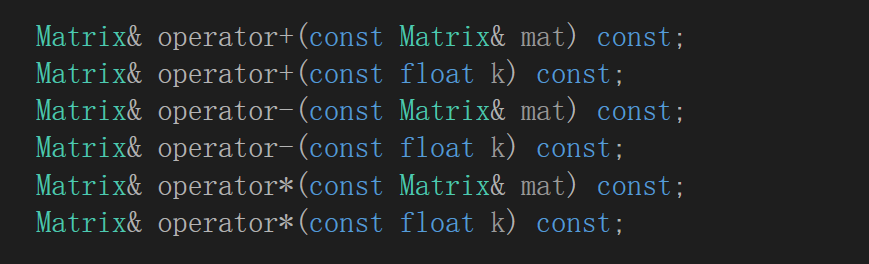 Matrix& operator+(const Matrix& mat) const;
Matrix& operator+(const float k) const;
Matrix& operator-(const Matrix& mat) const;
Matrix& operator-(const float k) const;
Matrix& operator*(const Matrix& mat) const;
Matrix& operator*(const float k) const;